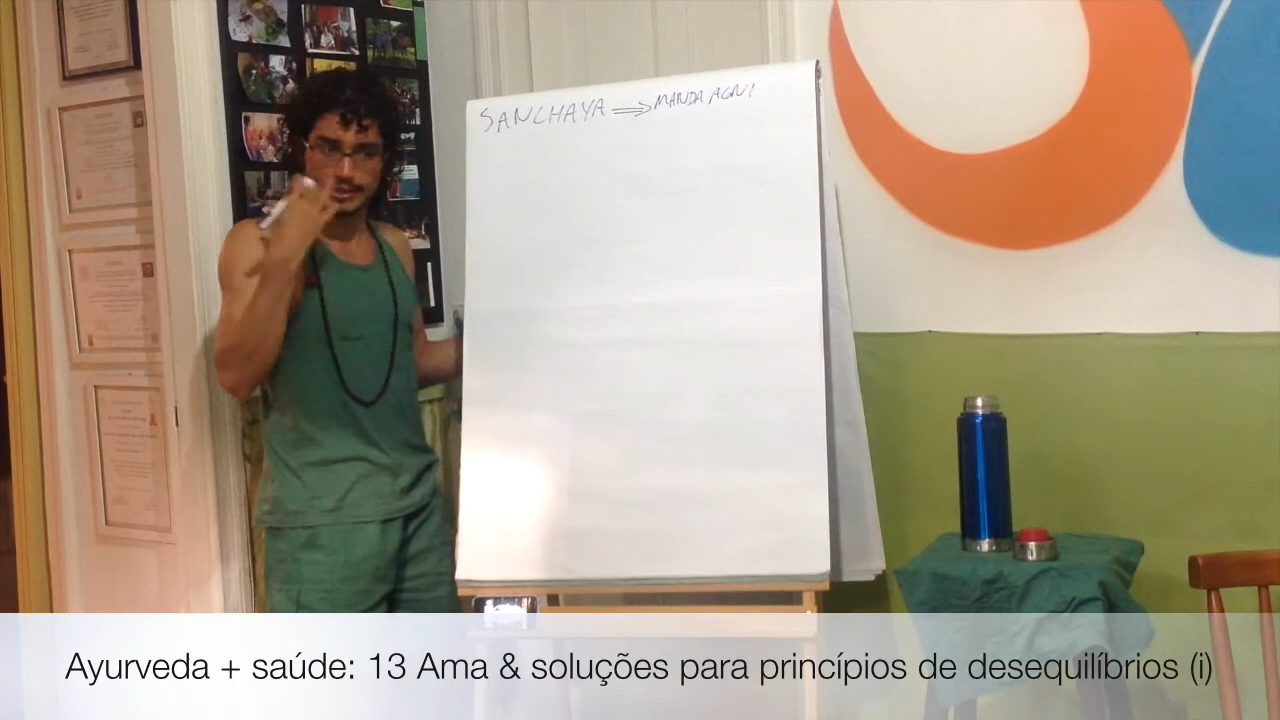 SANCHAYA => MANDA AGNI
Ayurveda + saúde: 13 Ama & soluções para princípios de desequilíbrios (i)